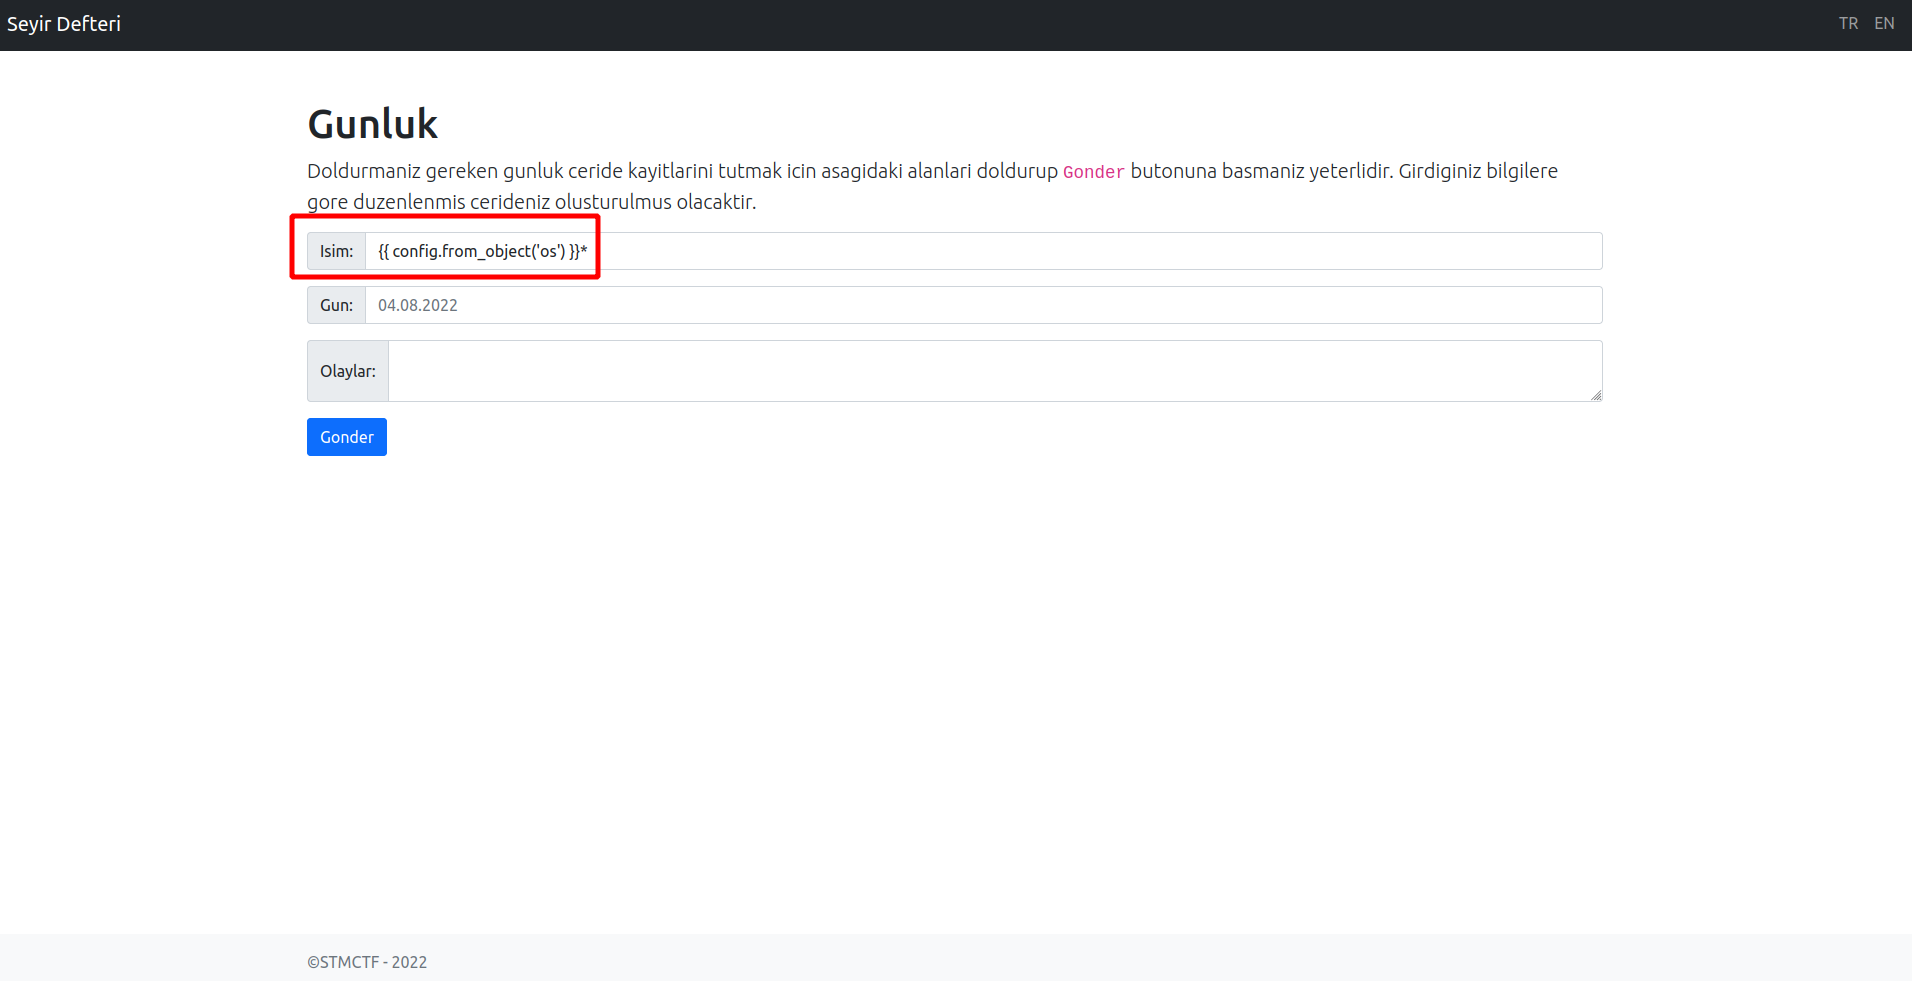 Seyir Defteri
TR EN
Gunluk
Doldurmaniz gereken gunluk ceride kayitlarini tutmak icin asagidaki alanlari doldurup Gonder butonuna basmaniz yeterlidir. Girdiginiz bilgilere
gore duzenlenmis cerideniz olusturulmus olacaktir.
Isim: {{ config.from_object('os') }}*
Gun: 04.08.2022
Olaylar:
Gonder
©STMCTF - 2022